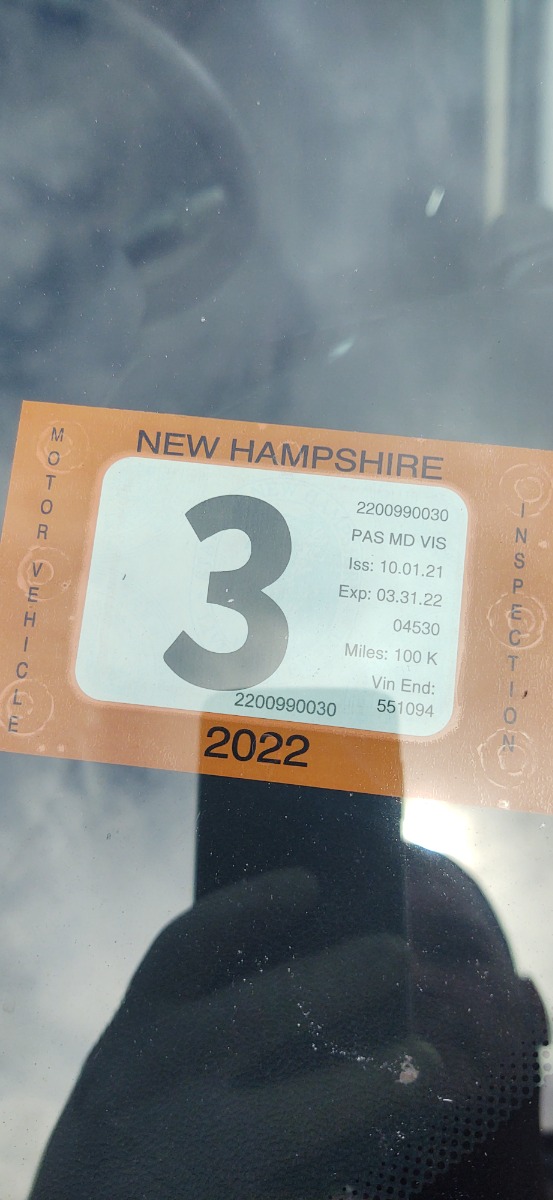 NEW HAMPSHIRE
MOTOR VEHICLE
INSPECTION
3
2200990030
PAS MD VIS
Iss: 10.01.21
Exp: 03.31.22
04530
Miles: 100 K
Vin End:
551094
2200990030
2022